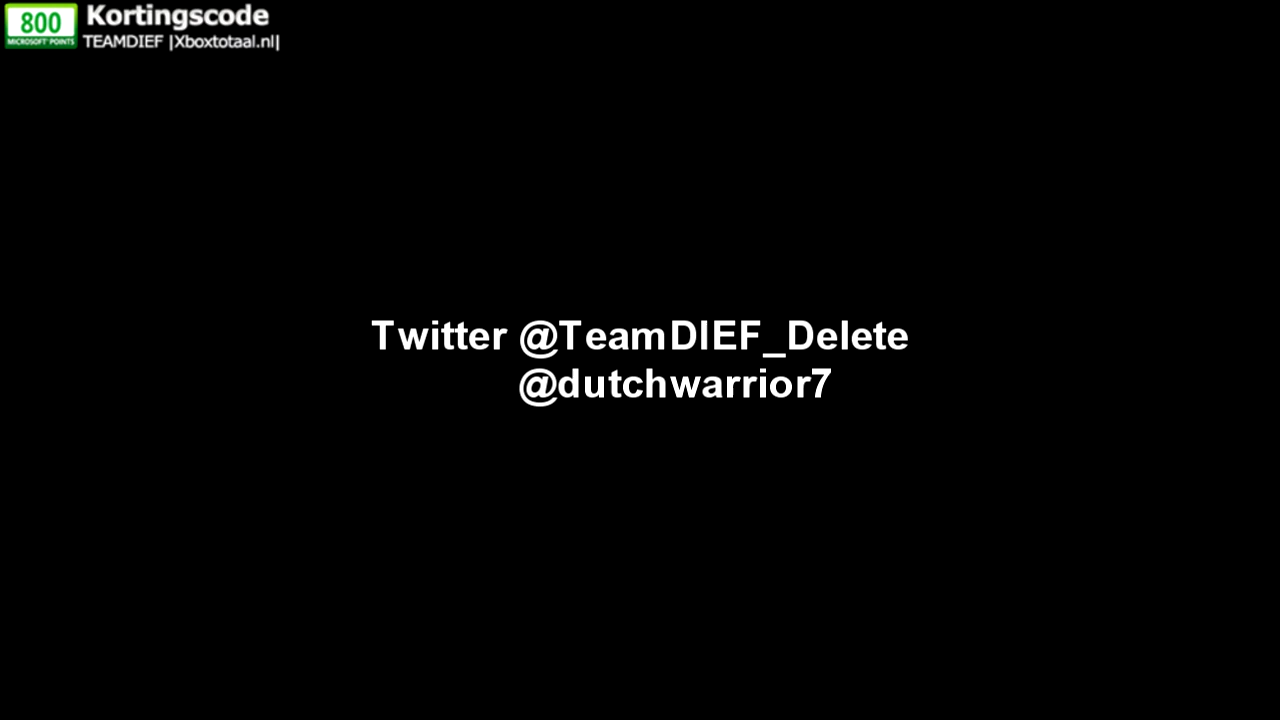 800
MICROSOFT POINTS
Kortingscode
TEAMDIEF |Xboxtotaal.nl|
Twitter @TeamDIEF_Delete
@dutchwarrior7